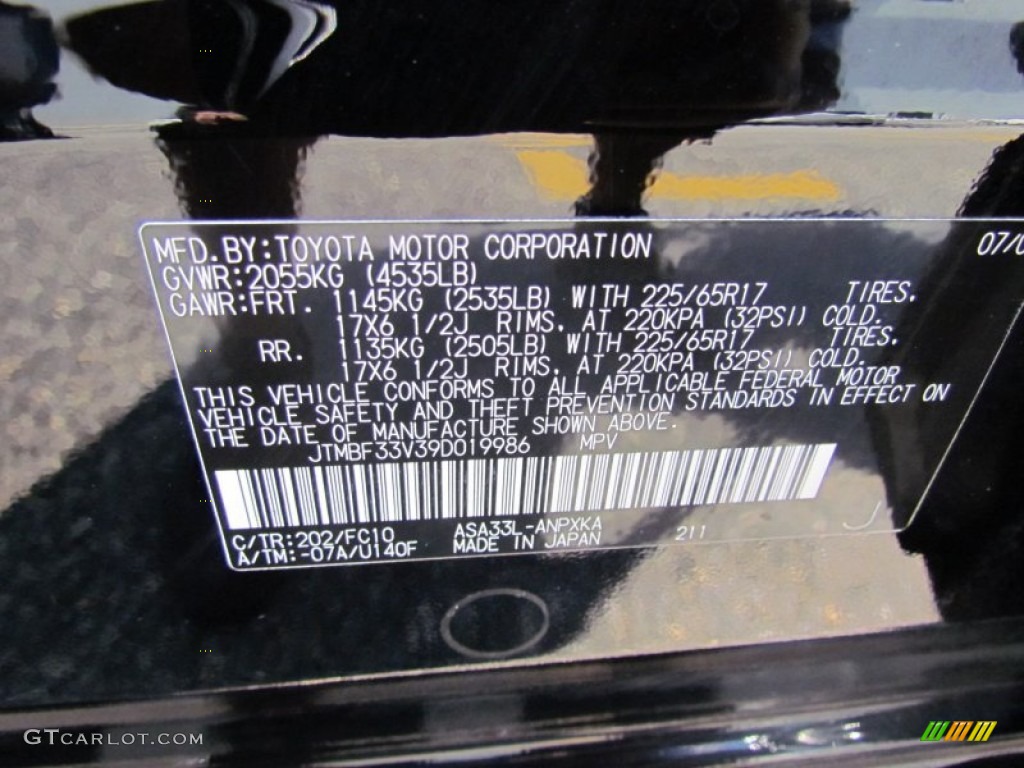 MFD.BY:TOYOTA MOTOR CORPORATION
GVWR:2055KG (4535LB)
GAWR:FRT. 1145KG (2535LB) WITH 225/65R17 TIRES.
17X6 1/2J RIMS. AT 220KPA (32PSI) COLD.
RR. 1135KG (2505LB) WITH 225/65R17 TIRES.
17X6 1/2J RIMS. AT 220KPA (32PSI) COLD.
THIS VEHICLE CONFORMS TO ALL APPLICABLE FEDERAL MOTOR
VEHICLE SAFETY AND THEFT PREVENTION STANDARDS IN EFFECT ON
THE DATE OF MANUFACTURE SHOWN ABOVE.
JTMBF33V39D019986 MPV
C/TR:202/FC10 ASA33L-ANPXKA 211 J
A/TM:-07A/U140F MADE IN JAPAN
GTCARLOT.COM